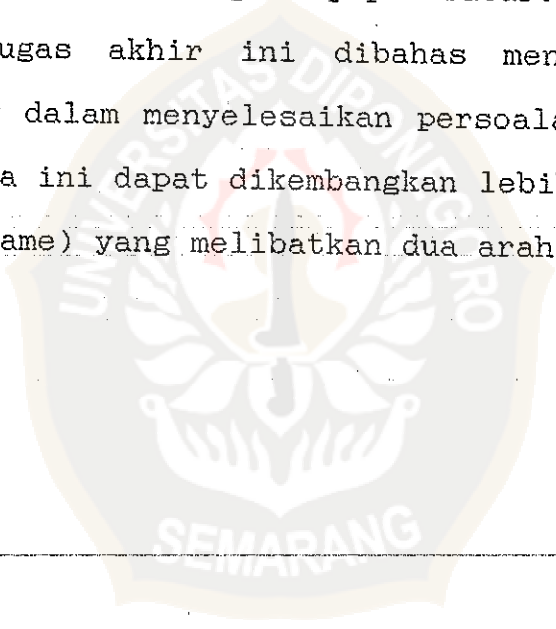 ugas akhir ini dibahas men
dalam menyelesaikan persoala
a ini dapat dikembangkan lebi
ame) yang melibatkan dua arah
UNIVERSITAS DIPONEGORO
SEMARANG